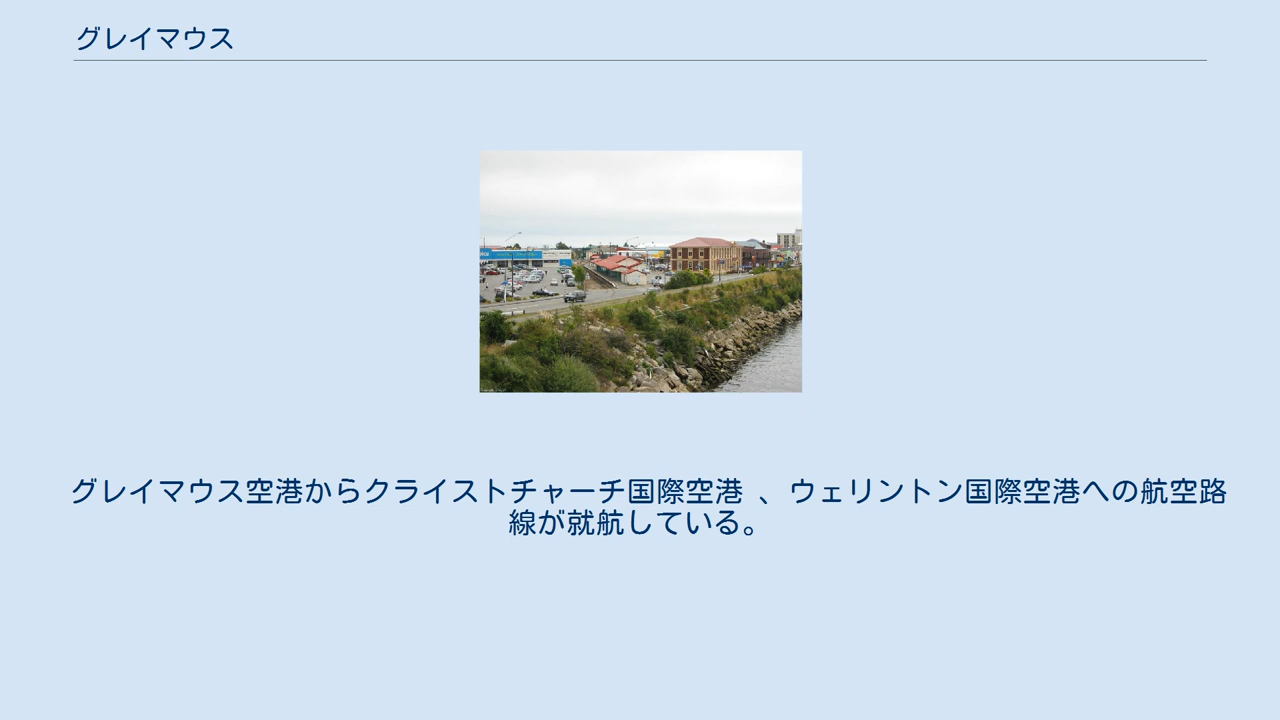 グレイマウス
グレイマウス空港からクライストチャーチ国際空港 、ウェリントン国際空港への航空路
線が就航している。